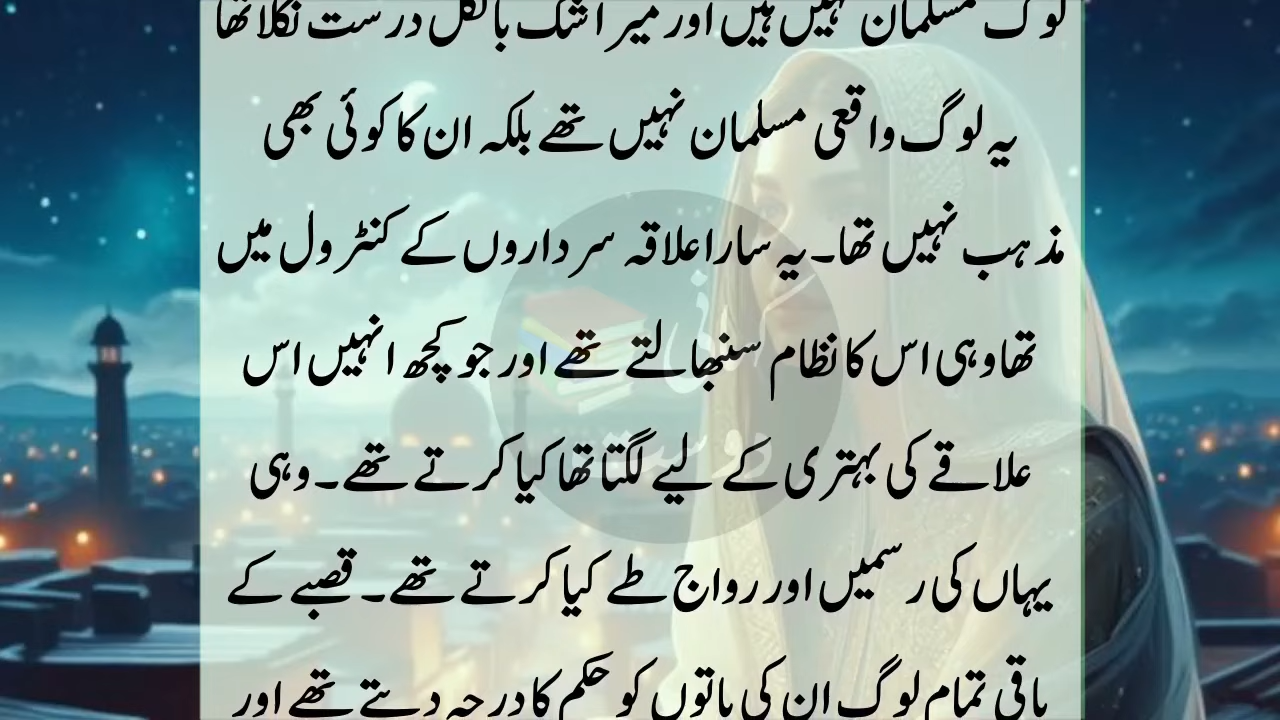 لوگ مسلمان نہیں ہیں اور میرا شک بالکل درست نکلا تھا
یہ لوگ واقعی مسلمان نہیں تھے بلکہ ان کا کوئی بھی
مذہب نہیں تھا۔ یہ سارا علاقہ سرداروں کے کنٹرول میں
تھا وہی اس کا نظام سنبھالتے تھے اور جو کچھ انہیں اس
علاقے کی بہتری کے لیے لگتا تھا کیا کرتے تھے۔ وہی
یہاں کی رسمیں اور رواج طے کیا کرتے تھے۔ قصبے کے
باقی تمام لوگ ان کی باتوں کو حکم کا درجہ دیتے تھے اور